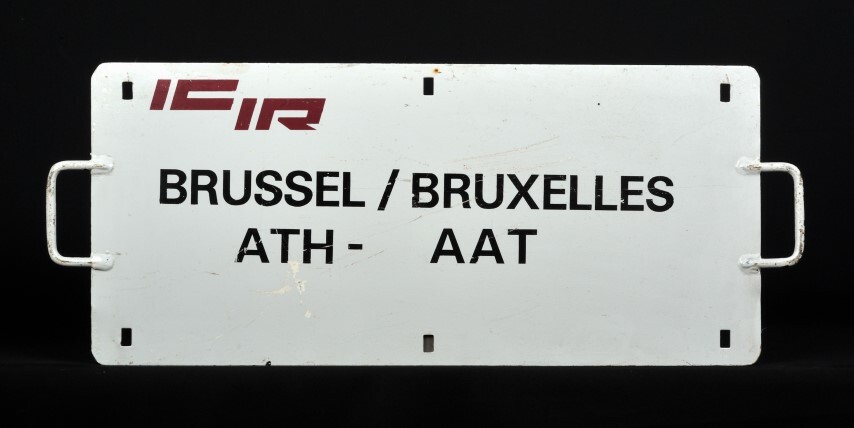 IC IR
BRUSSEL / BRUXELLES
ATH - AAT